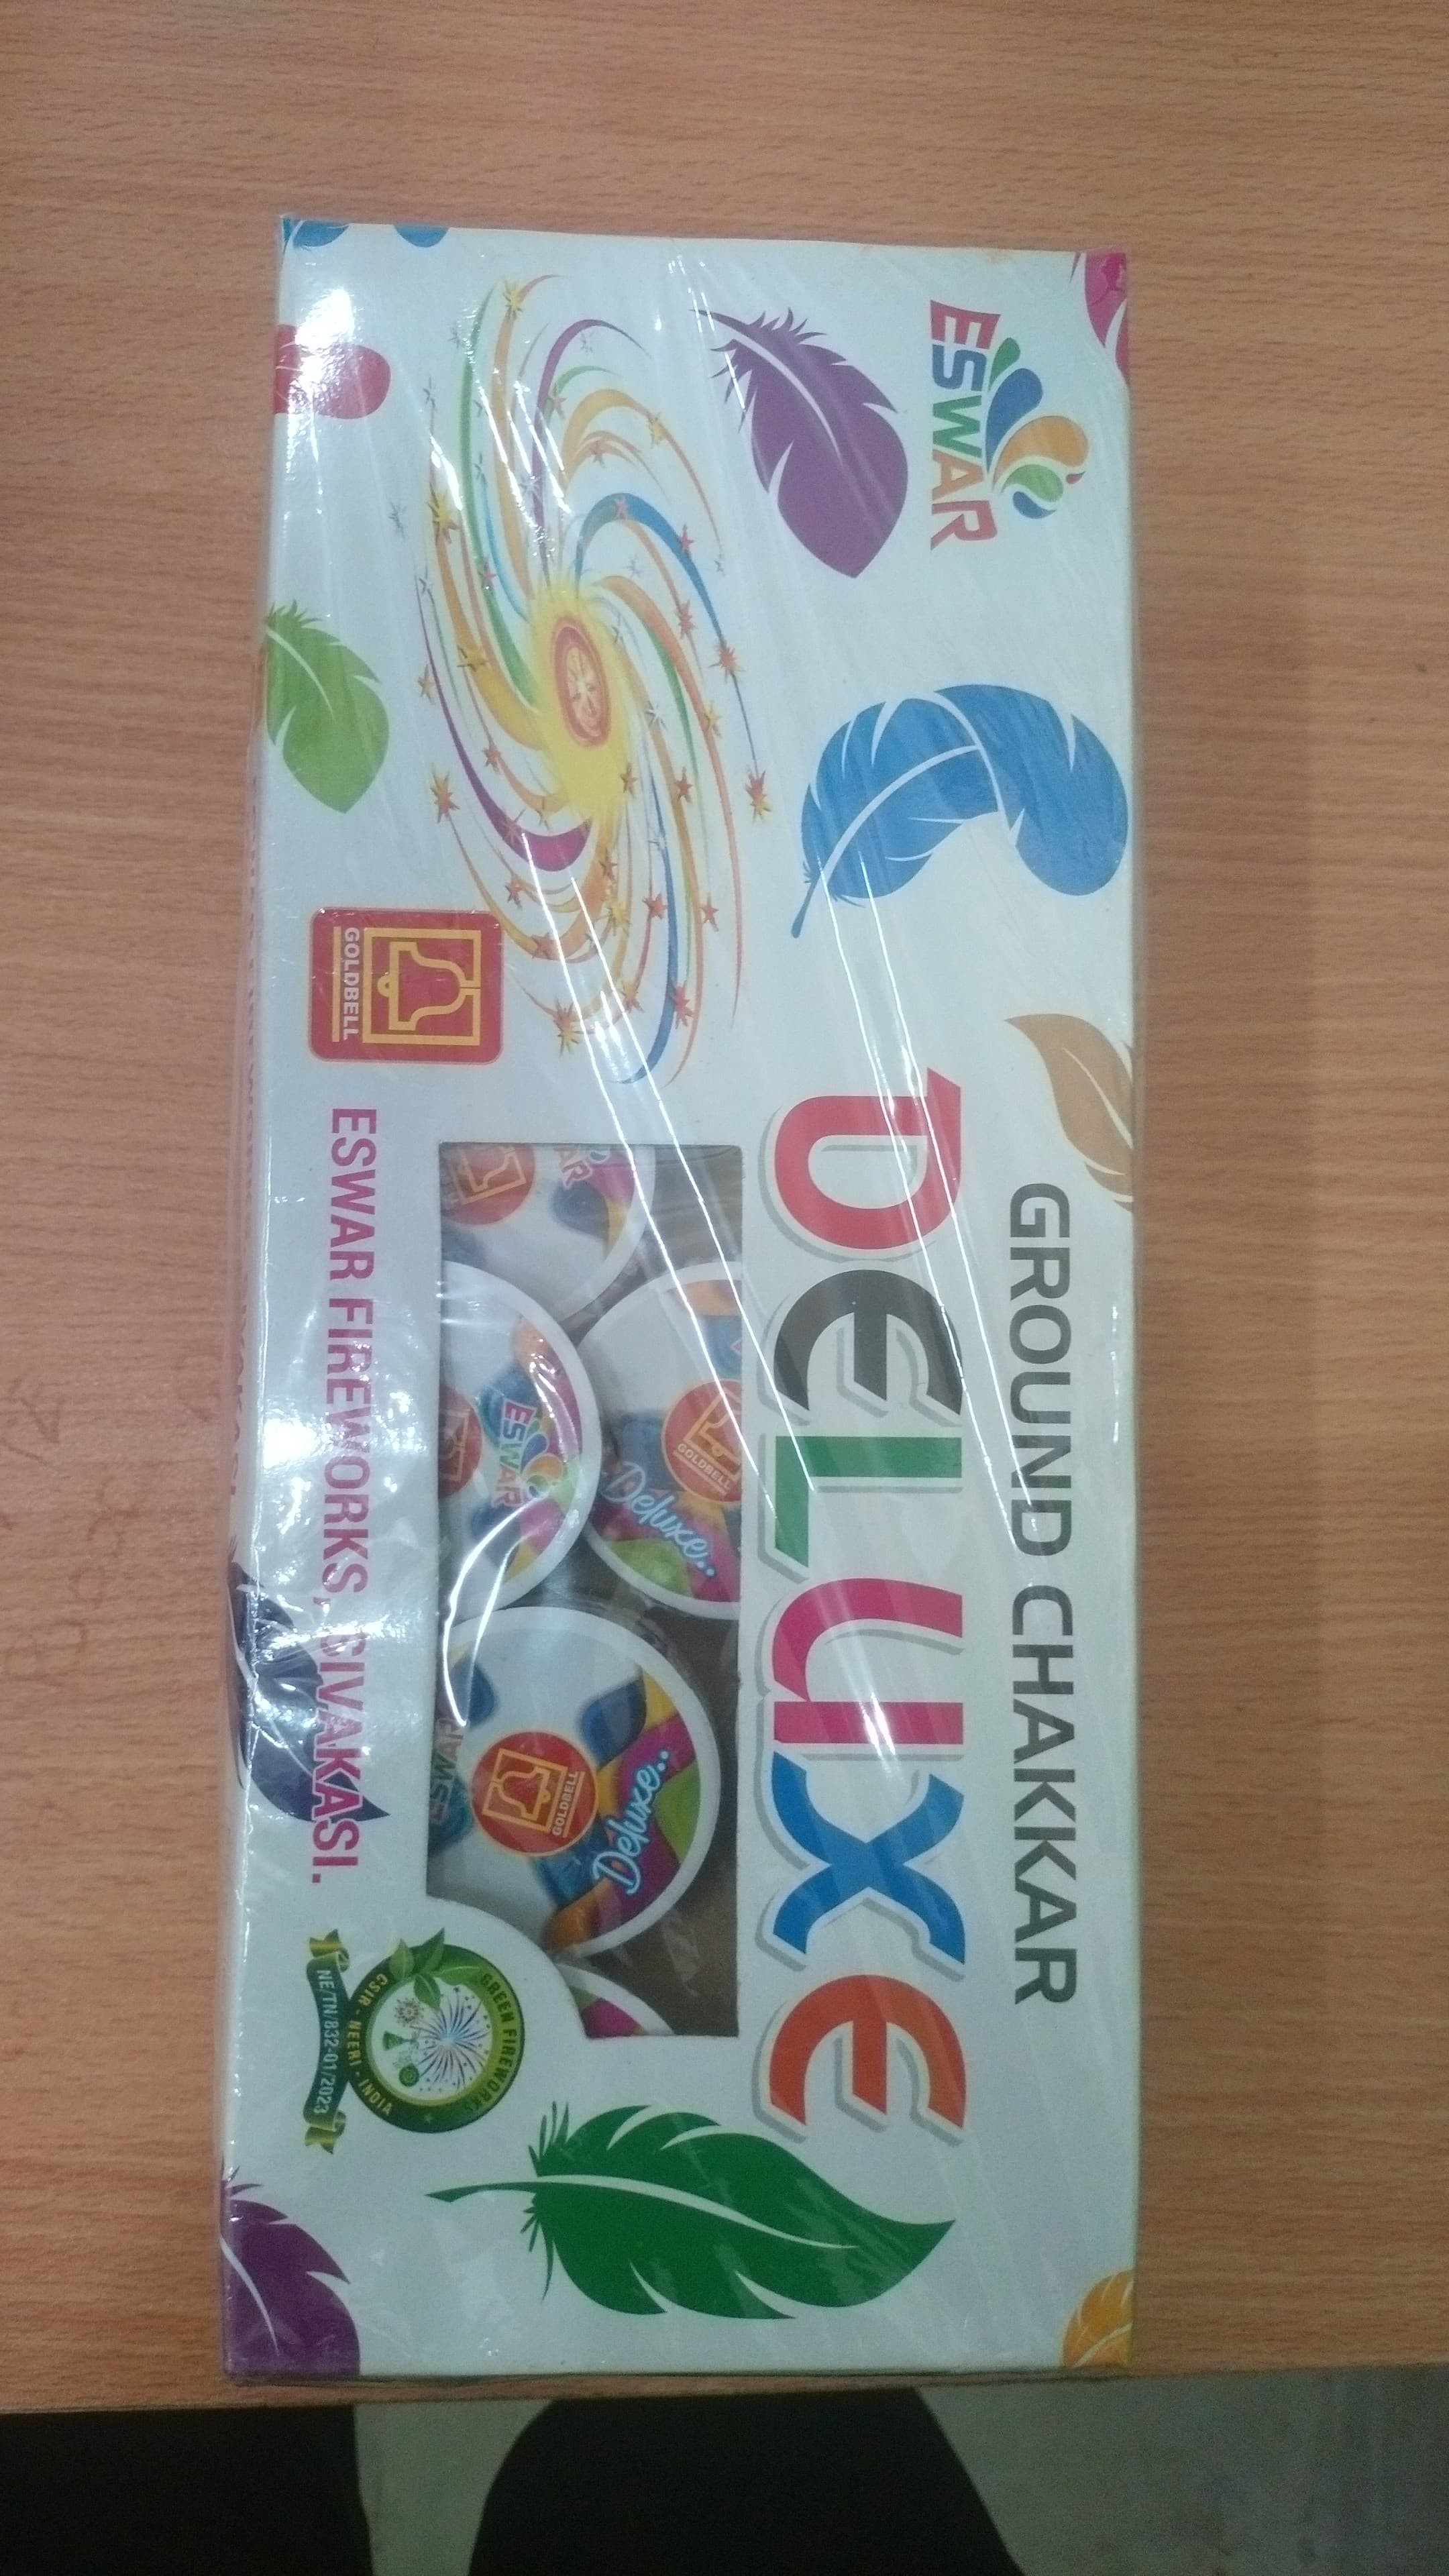 ESWAR
GROUND CHAKKAR
DELUXE
GOLDBELL
ESWAR FIREWORKS, SIVAKASI.
ESWAR
GOLDBELL
Deluxe..
ESWAR
GOLDBELL
Deluxe..
GREEN FIREWORKS
CSIR - NEERI - INDIA
NE/TN/832-01/2023